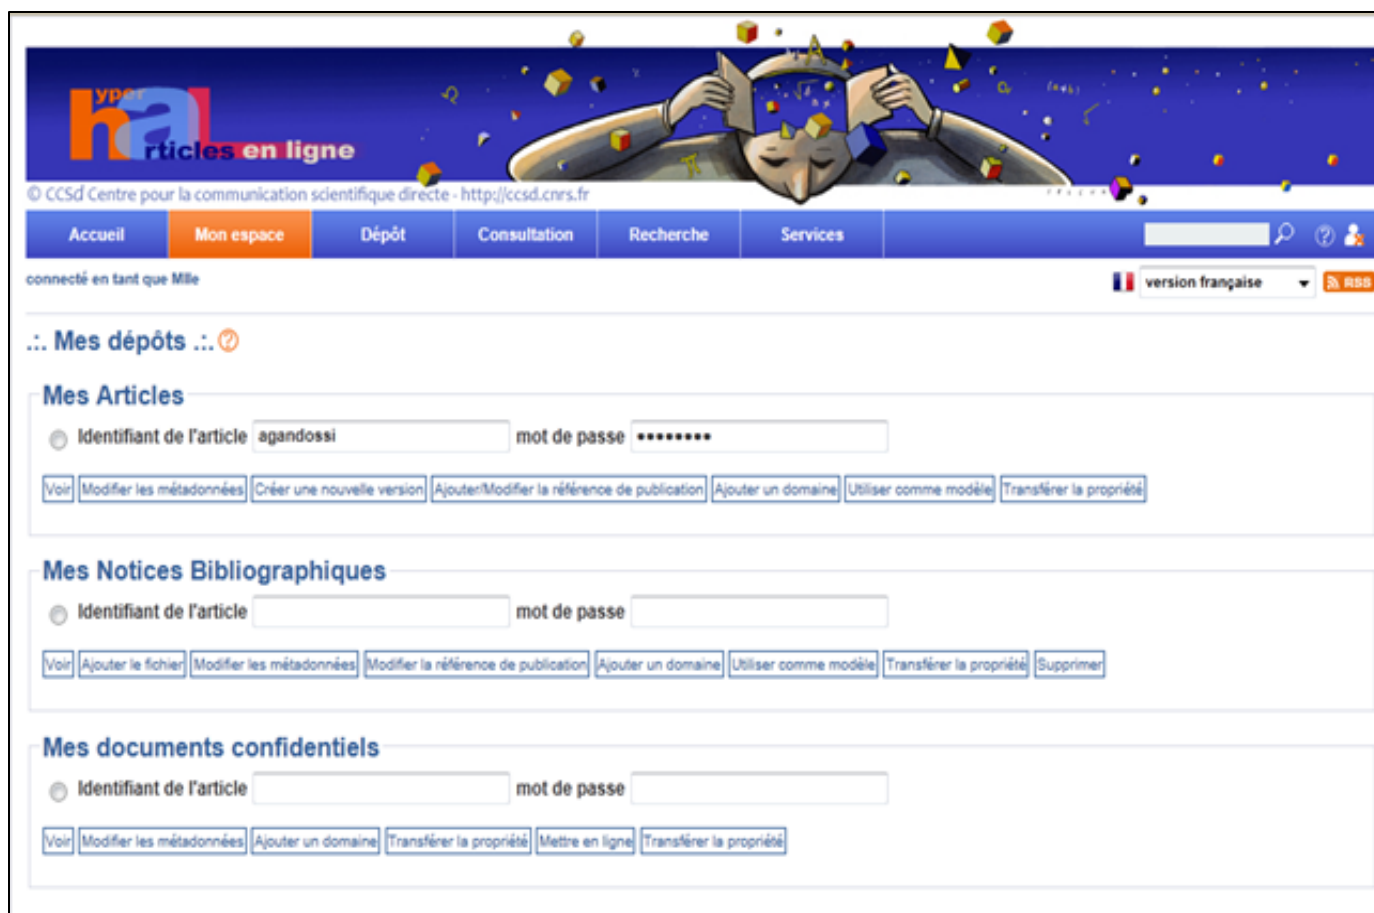 hyper articles en ligne
© CCSd Centre pour la communication scientifique directe - http://ccsd.cnrs.fr
Accueil Mon espace Dépôt Consultation Recherche Services
connecté en tant que Mlle version française RSS
.:. Mes dépôts .:. ?
Mes Articles
Identifiant de l'article agandossi mot de passe ••••••••
Voir Modifier les métadonnées Créer une nouvelle version Ajouter/Modifier la référence de publication Ajouter un domaine Utiliser comme modèle Transférer la propriété
Mes Notices Bibliographiques
Identifiant de l'article mot de passe
Voir Ajouter le fichier Modifier les métadonnées Modifier la référence de publication Ajouter un domaine Utiliser comme modèle Transférer la propriété Supprimer
Mes documents confidentiels
Identifiant de l'article mot de passe
Voir Modifier les métadonnées Ajouter un domaine Transférer la propriété Mettre en ligne Transférer la propriété